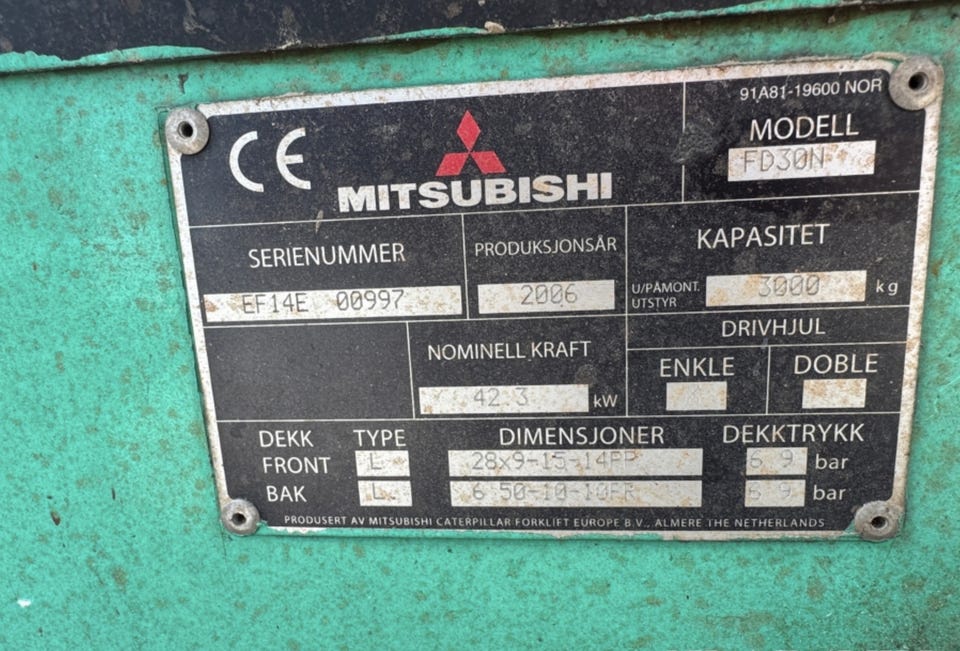 91A81-19600 NOR
CE
MITSUBISHI
MODELL
FD30N
SERIENUMMER
EF14E 00997
PRODUKSJONSÅR
2006
KAPASITET
U/PÅMONT.
UTSTYR
3000 kg
NOMINELL KRAFT
42.3 kW
DRIVHJUL
ENKLE DOBLE
DEKK TYPE DIMENSJONER DEKKTRYKK
FRONT L 28x9-15-14PR 6.9 bar
BAK L 6.50-10-10PR 6.9 bar
PRODUSERT AV MITSUBISHI CATERPILLAR FORKLIFT EUROPE B.V., ALMERE THE NETHERLANDS